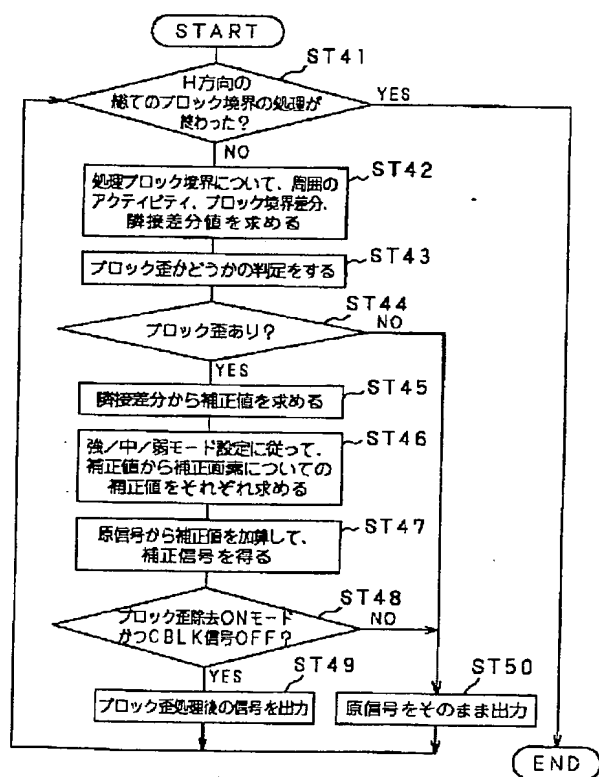 START
ST41
H方向の
総てのブロック境界の処理が
終わった?
YES
NO
ST42
処理ブロック境界について、周囲の
アクティビティ、ブロック境界差分、
隣接差分値を求める
ST43
ブロック歪かどうかの判定をする
ST44
ブロック歪あり?
NO
YES
ST45
隣接差分から補正値を求める
ST46
強/中/弱モード設定に従って、
補正値から補正画素についての
補正値をそれぞれ求める
ST47
原信号から補正値を加算して、
補正信号を得る
ST48
ブロック歪除去ONモード
かつCBLK信号OFF?
NO
YES
ST49
ブロック歪処理後の信号を出力
ST50
原信号をそのまま出力
END